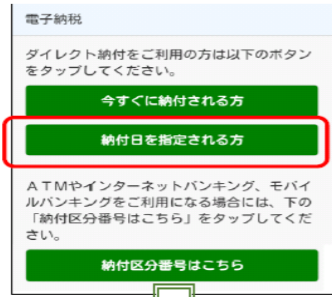 電子納税
ダイレクト納付をご利用の方は以下のボタン
をタップしてください。
今すぐに納付される方
納付日を指定される方
ＡＴＭやインターネットバンキング、モバイ
ルバンキングをご利用になる場合には、下の
「納付区分番号はこちら」をタップしてくだ
さい。
納付区分番号はこちら